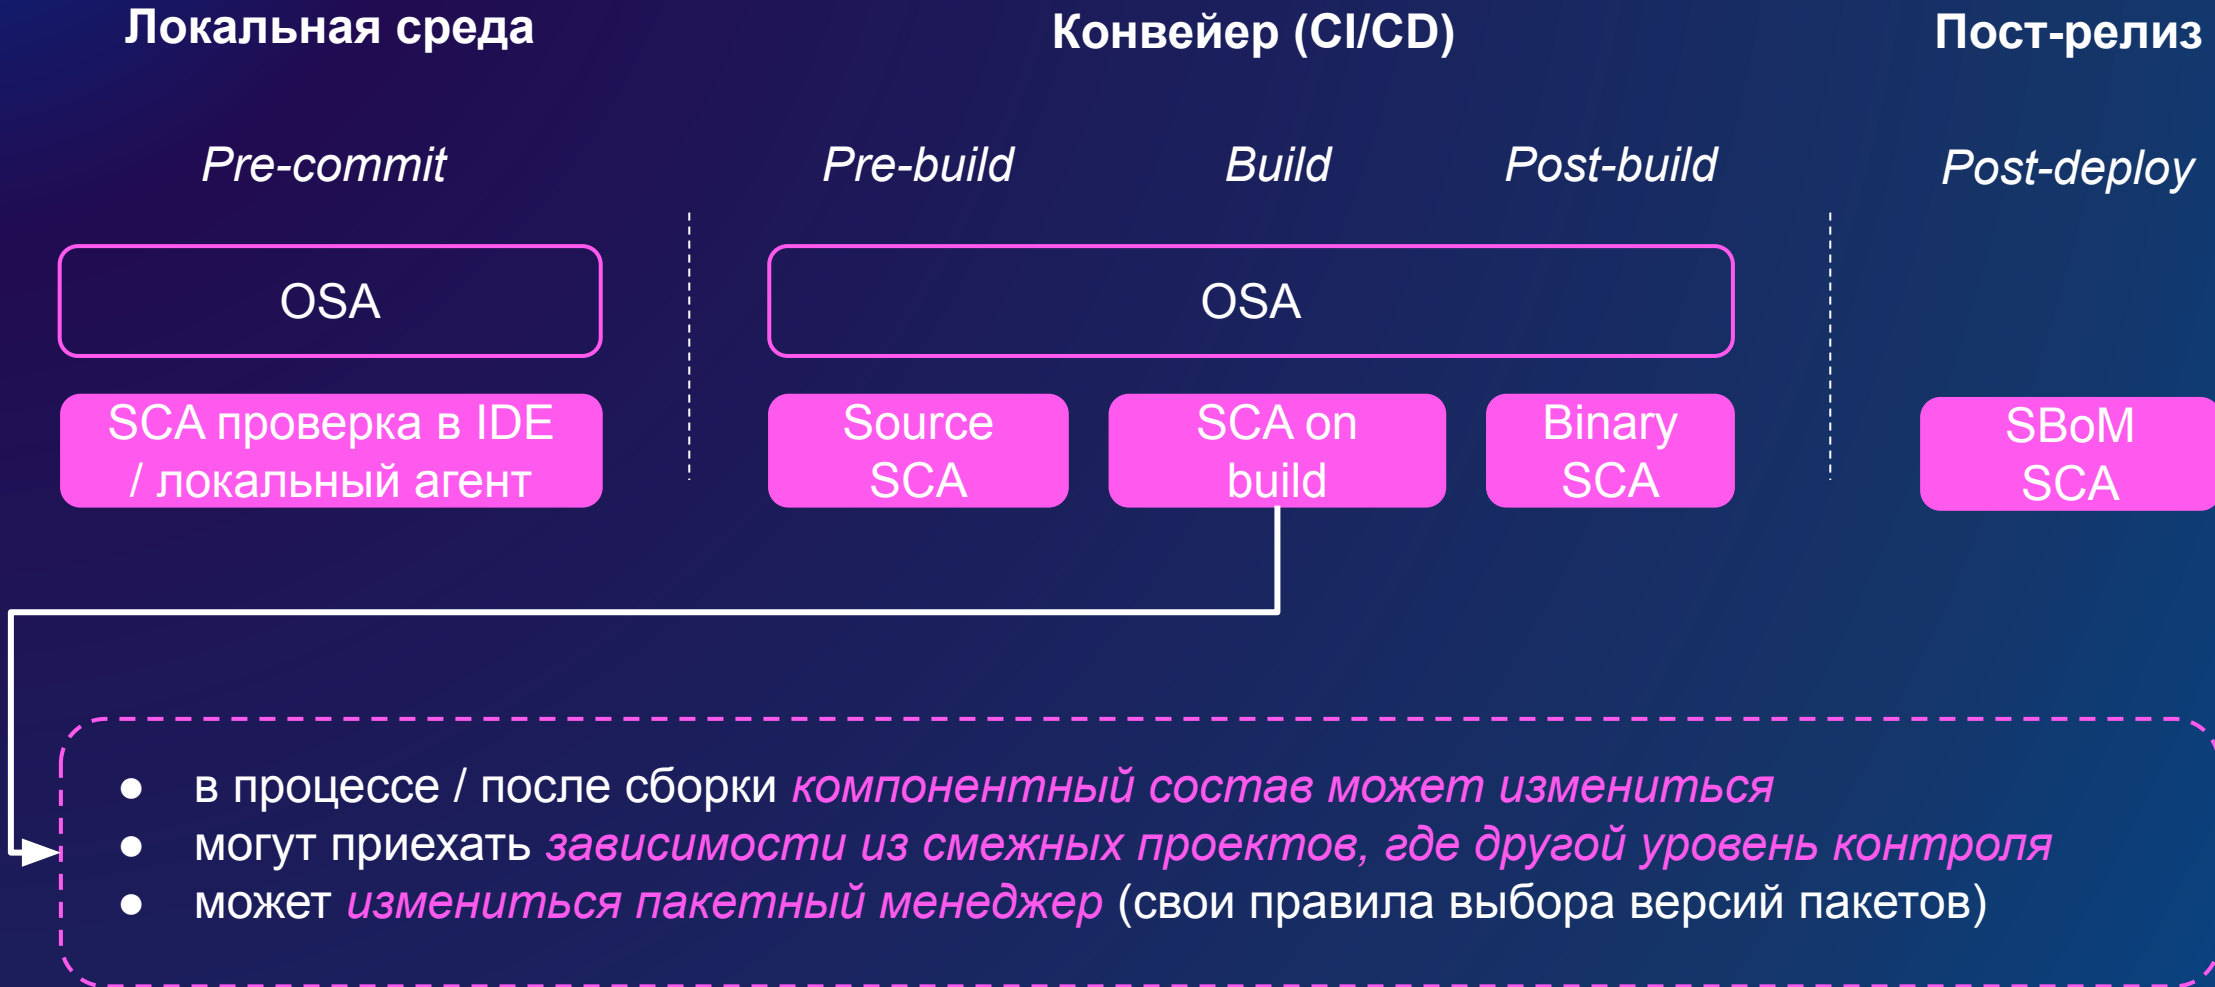 Локальная среда
Конвейер (CI/CD)
Пост-релиз
Pre-commit
Pre-build
Build
Post-build
Post-deploy
OSA
OSA
SCA проверка в IDE
/ локальный агент
Source
SCA
SCA on
build
Binary
SCA
SBoM
SCA
● в процессе / после сборки компонентный состав может измениться
● могут приехать зависимости из смежных проектов, где другой уровень контроля
● может измениться пакетный менеджер (свои правила выбора версий пакетов)